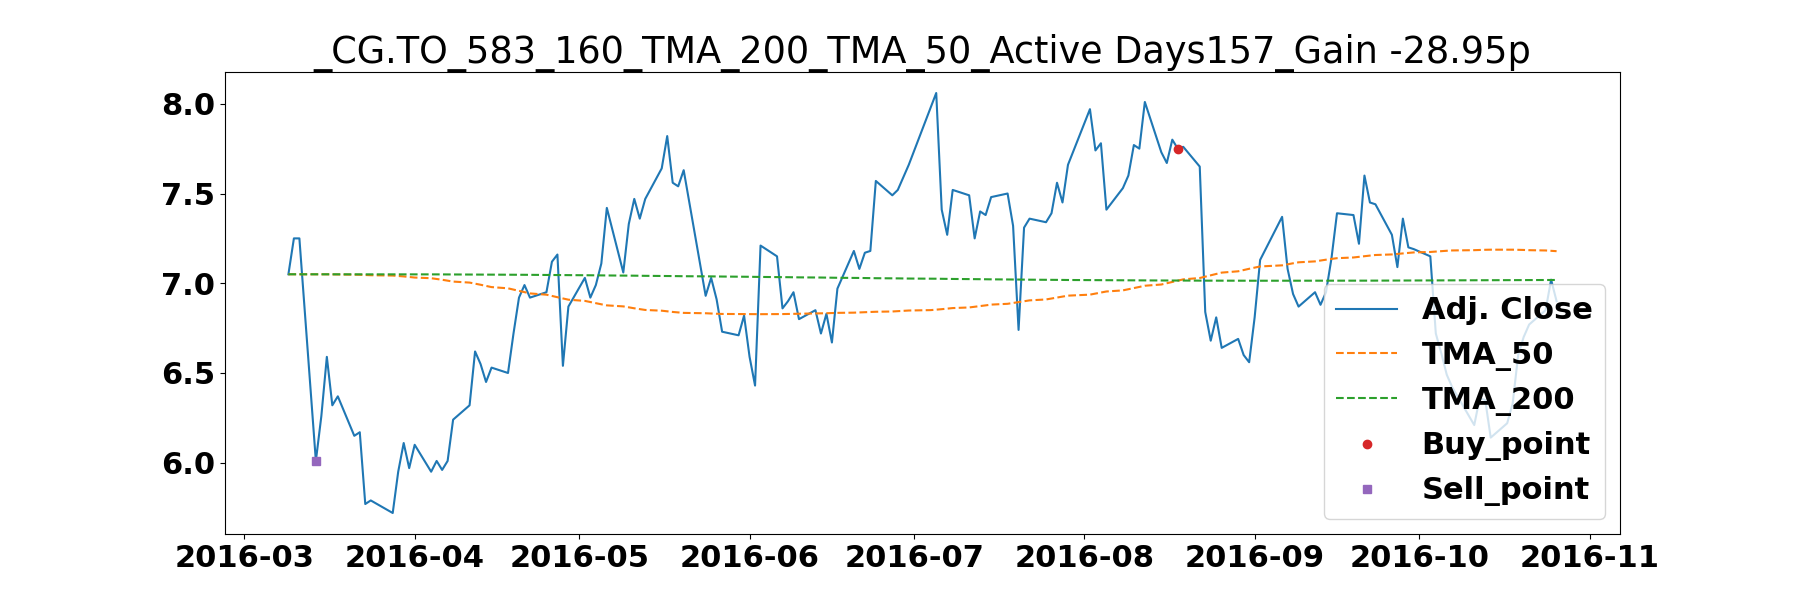 _CG.TO_583_160_TMA_200_TMA_50_Active Days157_Gain -28.95p
8.0
7.5
7.0
6.5
6.0
Adj. Close
TMA_50
TMA_200
Buy_point
Sell_point
2016-03 2016-04 2016-05 2016-06 2016-07 2016-08 2016-09 2016-10 2016-11